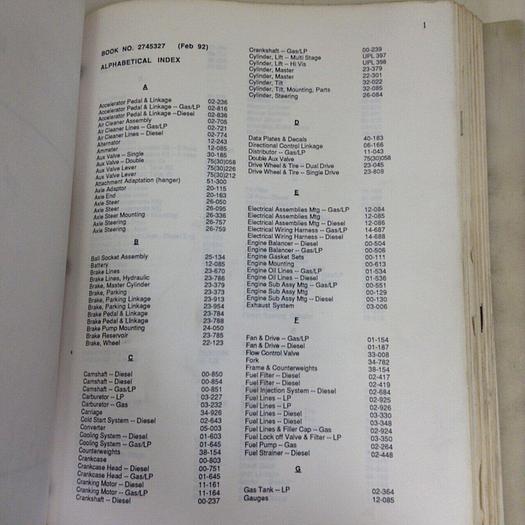 1
BOOK NO. 2745327 (Feb 92)
ALPHABETICAL INDEX
A
Accelerator Pedal & Linkage 02-236
Accelerator Pedal & Linkage -- Gas/LP 02-816
Accelerator Pedal & Linkage --Diesel 02-836
Air Cleaner Assembly 02-705
Air Cleaner Lines -- Gas/LP 02-721
Air Cleaner Lines -- Diesel 02-774
Alternator 12-243
Ammeter 12-085
Aux Valve -- Single 30-185
Aux Valve -- Double 75(30)058
Aux Valve Lever 75(30)226
Aux Valve Lever 75(30)212
Attachment Adaptation (hanger) 51-300
Axle Adaptor 20-115
Axle End 20-163
Axle Steer 26-050
Axle Steer 26-095
Axle Steer Mounting 26-336
Axle Steering 26-757
Axle Steering 26-759
B
Ball Socket Assembly 25-134
Battery 12-085
Brake Lines 23-670
Brake Lines, Hydraulic 23-786
Brake, Master Cylinder 23-379
Brake, Parking 23-373
Brake, Parking Linkage 23-913
Brake, Parking Linkage 23-954
Brake Pedal & Linkage 23-784
Brake Pedal & Linkage 23-788
Brake Pump Mounting 24-050
Brake Reservoir 23-785
Brake, Wheel 22-123
C
Camshaft -- Diesel 00-850
Camshaft -- Diesel 00-854
Camshaft -- Gas/LP 00-851
Carburetor -- LP 03-227
Carburetor -- Gas 03-232
Carriage 34-926
Cold Start System -- Diesel 02-643
Converter 05-003
Cooling System -- Diesel 01-603
Cooling System -- Gas/LP 01-645
Counterweights 38-154
Crankcase 00-803
Crankcase Head -- Diesel 00-751
Crankcase Head -- Gas/LP 01-645
Cranking Motor -- Diesel 11-161
Cranking Motor -- Gas/LP 11-164
Crankshaft -- Diesel 00-237
Crankshaft -- Gas/LP 00-239
Cylinder, Lift -- Multi Stage UPL 397
Cylinder, Lift -- Hi Vis UPL 398
Cylinder, Master 23-379
Cylinder, Master 22-301
Cylinder, Tilt 32-022
Cylinder, Tilt, Mounting, Parts 32-085
Cylinder, Steering 26-084
D
Data Plates & Decals 40-183
Directional Control Linkage 06-166
Distributor -- Gas/LP 11-043
Double Aux Valve 75(30)058
Drive Wheel & Tire -- Dual Drive 23-045
Drive Wheel & Tire -- Single Drive 23-808
E
Electrical Assemblies Mtg -- Gas/LP 12-084
Electrical Assemblies Mtg 12-085
Electrical Assemblies Mtg -- Diesel 12-086
Electrical Wiring Harness -- Gas/LP 14-687
Electrical Wiring Harness -- Diesel 14-688
Engine Balancer -- Diesel 00-504
Engine Balancer -- Gas/LP 00-506
Engine Gasket Sets 00-111
Engine Mounting 00-613
Engine Oil Lines -- Gas/LP 01-534
Engine Oil Lines -- Diesel 01-536
Engine Sub Assy Mtg -- Gas/LP 00-551
Engine Sub Assy Mtg 00-129
Engine Sub Assy Mtg -- Diesel 00-130
Exhaust System 03-006
F
Fan & Drive -- Gas/LP 01-154
Fan & Drive -- Diesel 01-187
Flow Control Valve 33-008
Fork 34-782
Frame & Counterweights 38-154
Fuel Filter -- Diesel 02-417
Fuel Filter -- Diesel 02-419
Fuel Injection System -- Diesel 02-684
Fuel Lines -- LP 02-925
Fuel Lines -- LP 02-926
Fuel Lines -- Diesel 03-330
Fuel Lines -- Diesel 03-348
Fuel Lines & Filler Cap -- Gas 02-924
Fuel Lock off Valve & Filter -- LP 03-350
Fuel Pump -- Gas 02-264
Fuel Strainer -- Diesel 02-448
G
Gas Tank -- LP 02-364
Gauges 12-085